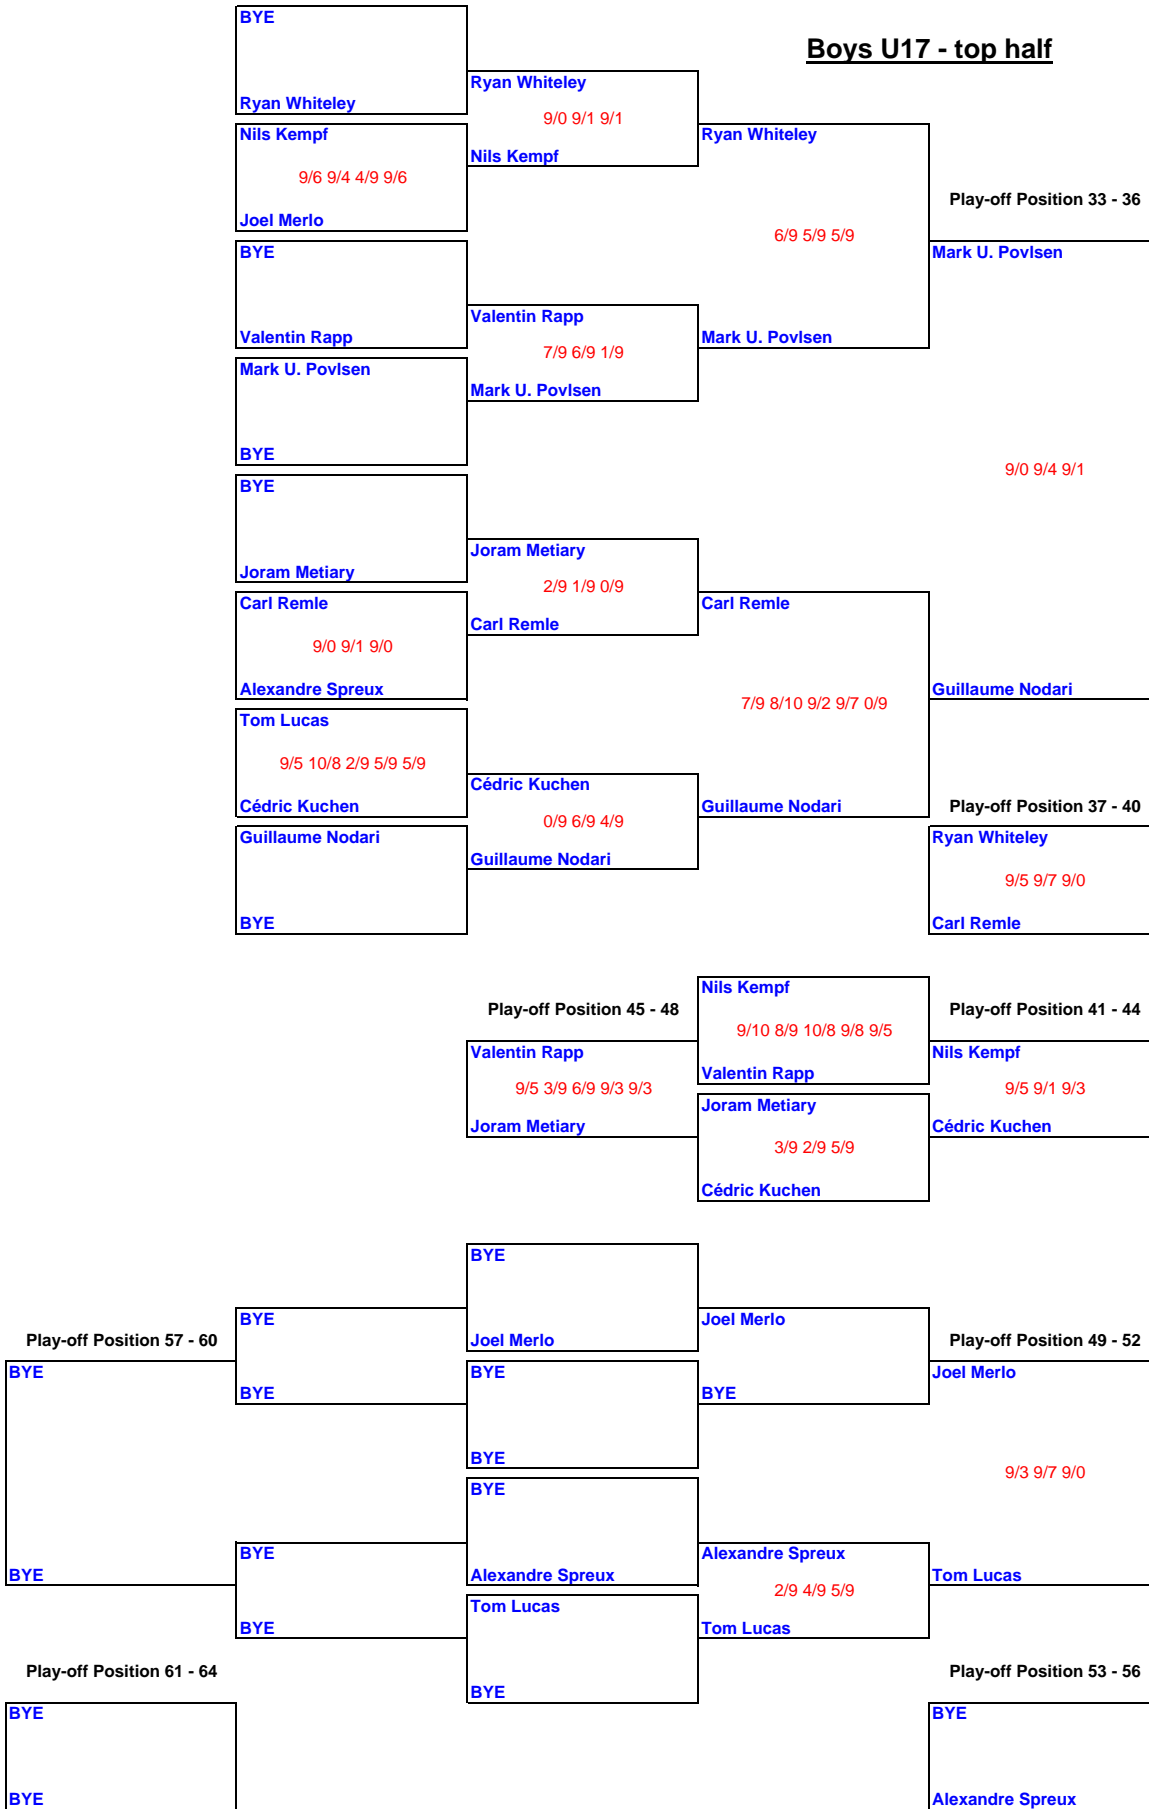 BYE
Boys U17 - top half
Ryan Whiteley
Ryan Whiteley
9/0 9/1 9/1
Nils Kempf
Ryan Whiteley
Nils Kempf
9/6 9/4 4/9 9/6
Play-off Position 33 - 36
Joel Merlo
6/9 5/9 5/9
BYE
Mark U. Povlsen
Valentin Rapp
Valentin Rapp
Mark U. Povlsen
7/9 6/9 1/9
Mark U. Povlsen
Mark U. Povlsen
BYE
9/0 9/4 9/1
BYE
Joram Metiary
Joram Metiary
2/9 1/9 0/9
Carl Remle
Carl Remle
Carl Remle
9/0 9/1 9/0
Alexandre Spreux
Guillaume Nodari
7/9 8/10 9/2 9/7 0/9
Tom Lucas
9/5 10/8 2/9 5/9 5/9
Cédric Kuchen
Cédric Kuchen
Guillaume Nodari
Play-off Position 37 - 40
0/9 6/9 4/9
Guillaume Nodari
Ryan Whiteley
Guillaume Nodari
9/5 9/7 9/0
BYE
Carl Remle
Nils Kempf
Play-off Position 45 - 48
Play-off Position 41 - 44
9/10 8/9 10/8 9/8 9/5
Valentin Rapp
Nils Kempf
Valentin Rapp
9/5 3/9 6/9 9/3 9/3
9/5 9/1 9/3
Joram Metiary
Joram Metiary
Cédric Kuchen
3/9 2/9 5/9
Cédric Kuchen
BYE
BYE
Joel Merlo
Play-off Position 57 - 60
Joel Merlo
Play-off Position 49 - 52
BYE
BYE
Joel Merlo
BYE
BYE
BYE
9/3 9/7 9/0
BYE
BYE
Alexandre Spreux
BYE
Alexandre Spreux
Tom Lucas
2/9 4/9 5/9
Tom Lucas
BYE
Tom Lucas
Play-off Position 61 - 64
Play-off Position 53 - 56
BYE
BYE
BYE
BYE
Alexandre Spreux